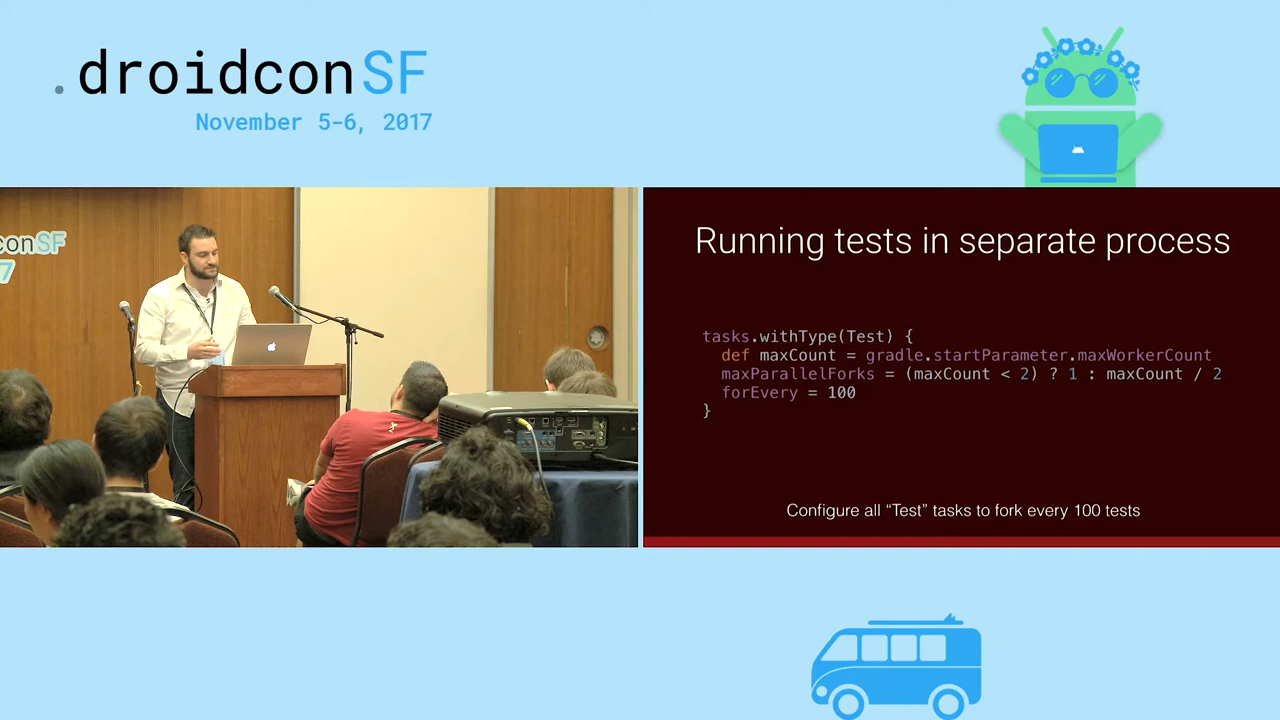 .droidconSF
November 5-6, 2017
conSF
7
Running tests in separate process
tasks.withType(Test) {
def maxCount = gradle.startParameter.maxWorkerCount
maxParallelForks = (maxCount < 2) ? 1 : maxCount / 2
forEvery = 100
}
Configure all “Test” tasks to fork every 100 tests